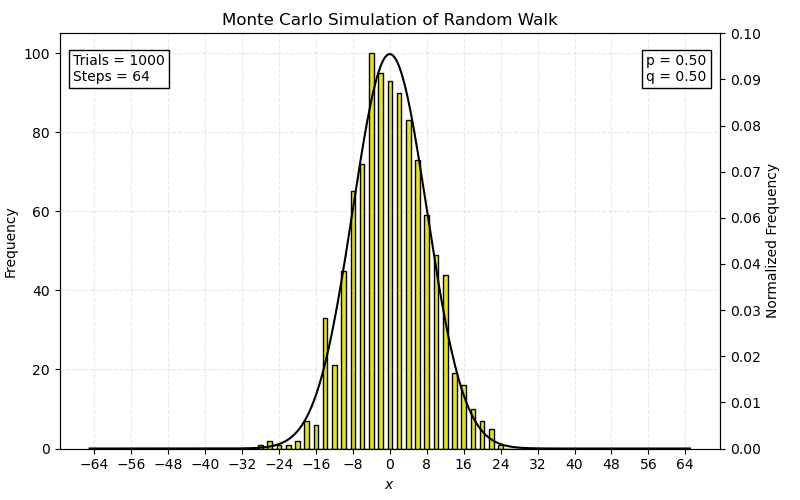 Monte Carlo Simulation of Random Walk
Trials = 1000
Steps = 64
p = 0.50
q = 0.50
Frequency
100
80
60
40
20
0
0.10
0.09
0.08
0.07
0.06
0.04
0.03
0.02
0.01
0.00
Normalized Frequency
−64 −56 −48 −40 −32 −24 −16 −8 0 8 16 24 32 40 48 56 64
x